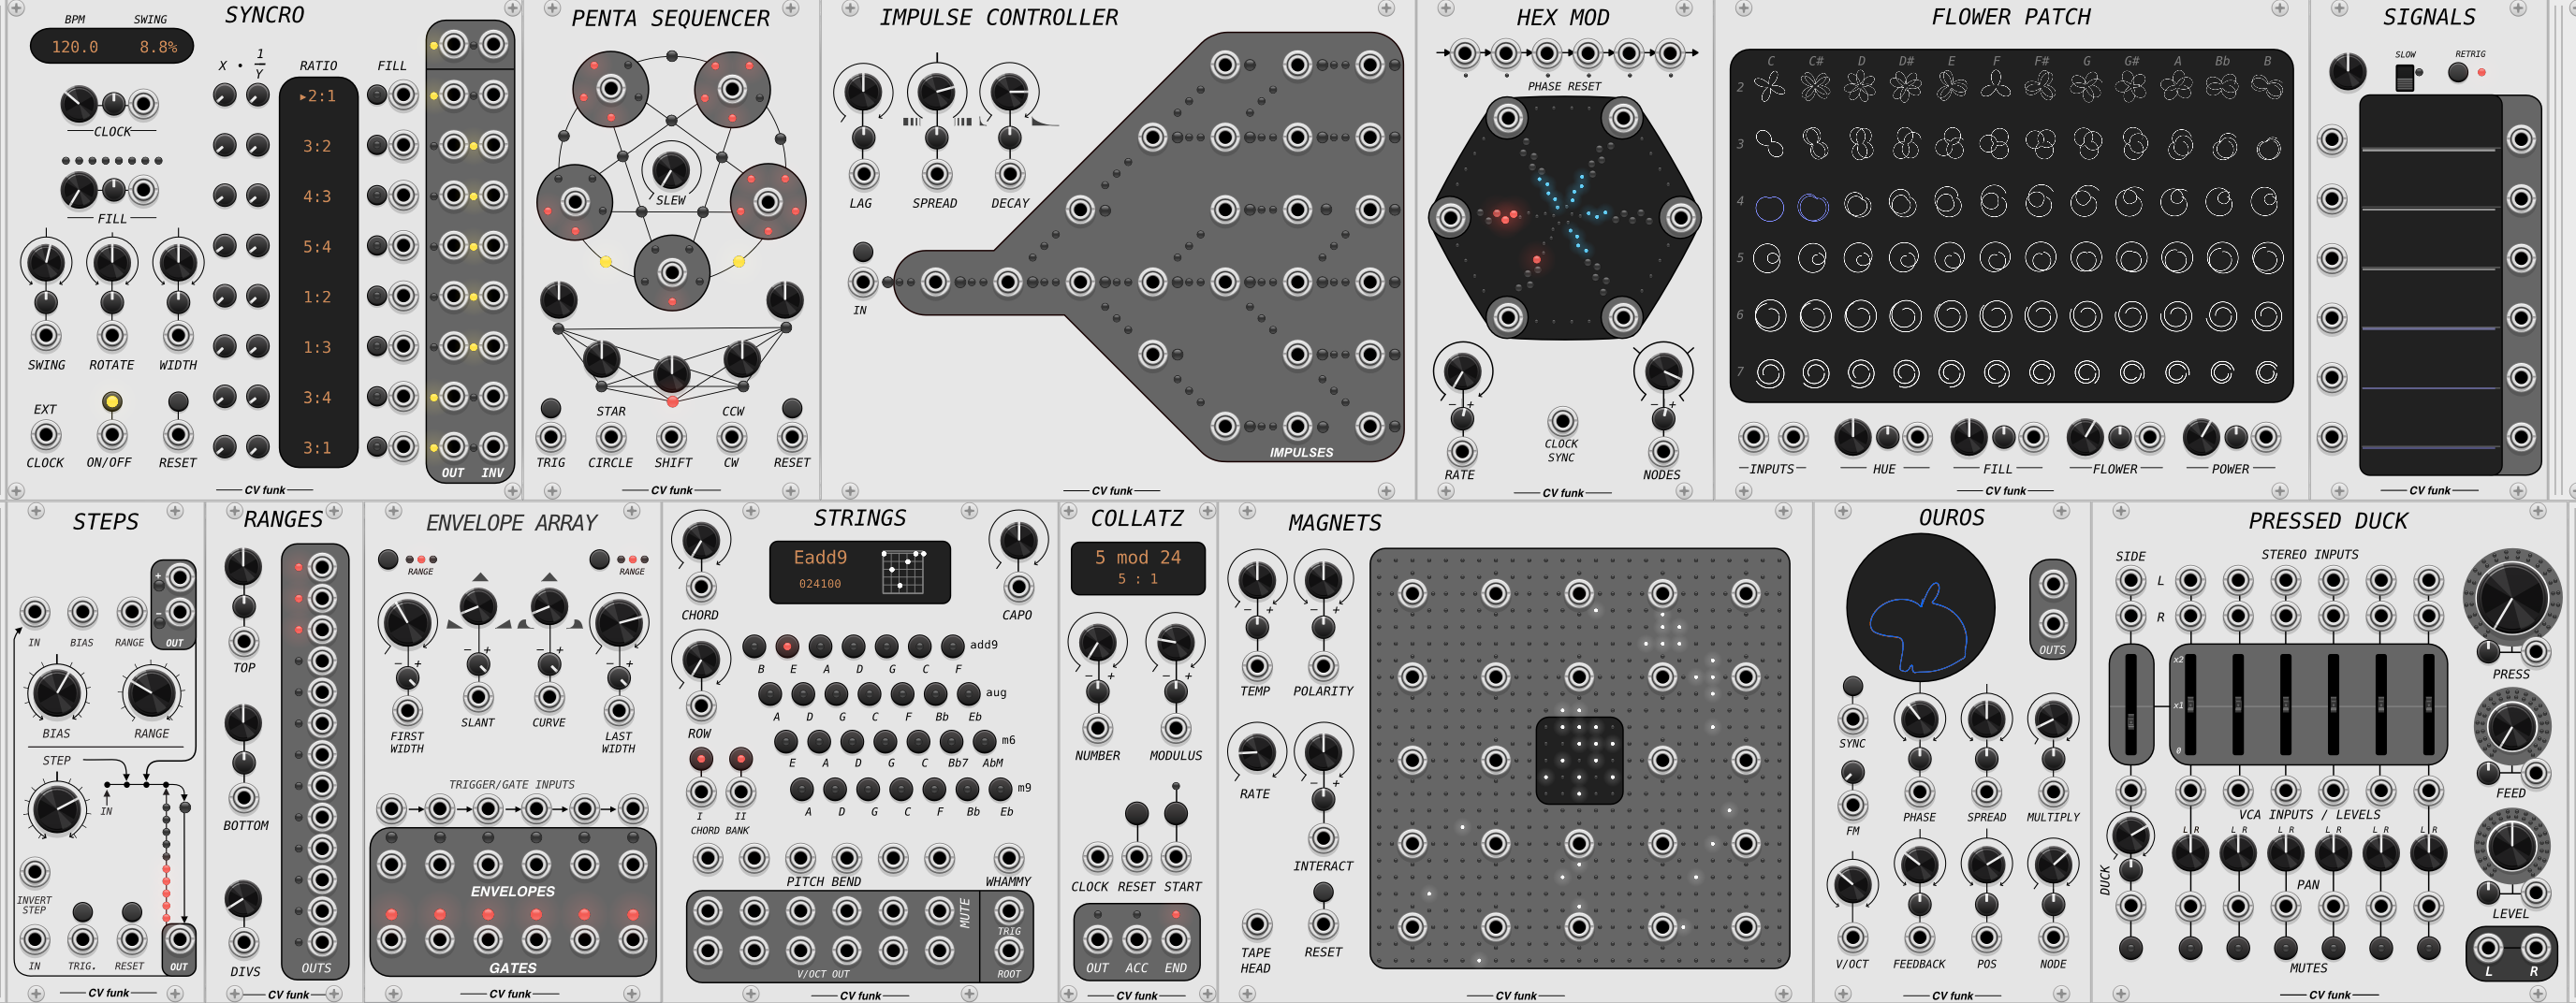 SYNCRO
BPM SWING
120.0 8.8%
X • 1/Y RATIO FILL
▸2:1
3:2
4:3
5:4
1:2
1:3
3:4
3:1
CLOCK
FILL
SWING ROTATE WIDTH
EXT
CLOCK ON/OFF RESET
OUT INV
CV funk
PENTA SEQUENCER
SLEW
STAR CCW
TRIG CIRCLE SHIFT CW RESET
CV funk
IMPULSE CONTROLLER
LAG SPREAD DECAY
IN
IMPULSES
CV funk
HEX MOD
PHASE RESET
- +
- +
CLOCK
SYNC
RATE NODES
CV funk
FLOWER PATCH
C C# D D# E F F# G G# A Bb B
2
3
4
5
6
7
INPUTS HUE FILL FLOWER POWER
CV funk
SIGNALS
SLOW RETRIG
CV funk
STEPS
+
-
IN BIAS RANGE OUT
BIAS RANGE
STEP
IN
INVERT
STEP
IN TRIG. RESET OUT
CV funk
RANGES
TOP
BOTTOM
DIVS OUTS
CV funk
ENVELOPE ARRAY
RANGE RANGE
- + - +
FIRST
WIDTH
SLANT CURVE
LAST
WIDTH
TRIGGER/GATE INPUTS
ENVELOPES
GATES
CV funk
STRINGS
Eadd9
024100
CHORD CAPO
B E A D G C F add9
A D G C F Bb Eb aug
ROW
E A D G C Bb7 AbM m6
A D G C F Bb Eb m9
I II
CHORD BANK
PITCH BEND WHAMMY
MUTE
TRIG
V/OCT OUT ROOT
CV funk
COLLATZ
5 mod 24
5 : 1
- + - +
NUMBER MODULUS
CLOCK RESET START
OUT ACC END
CV funk
MAGNETS
- + - +
TEMP POLARITY
- +
RATE
INTERACT
TAPE
HEAD
RESET
CV funk
OUROS
OUTS
SYNC
FM
PHASE SPREAD MULTIPLY
V/OCT FEEDBACK POS NODE
CV funk
PRESSED DUCK
SIDE STEREO INPUTS
L
R
x2
x1
0
PRESS
FEED
VCA INPUTS / LEVELS
L R L R L R L R L R L R
DUCK
PAN
LEVEL
MUTES
L R
CV funk